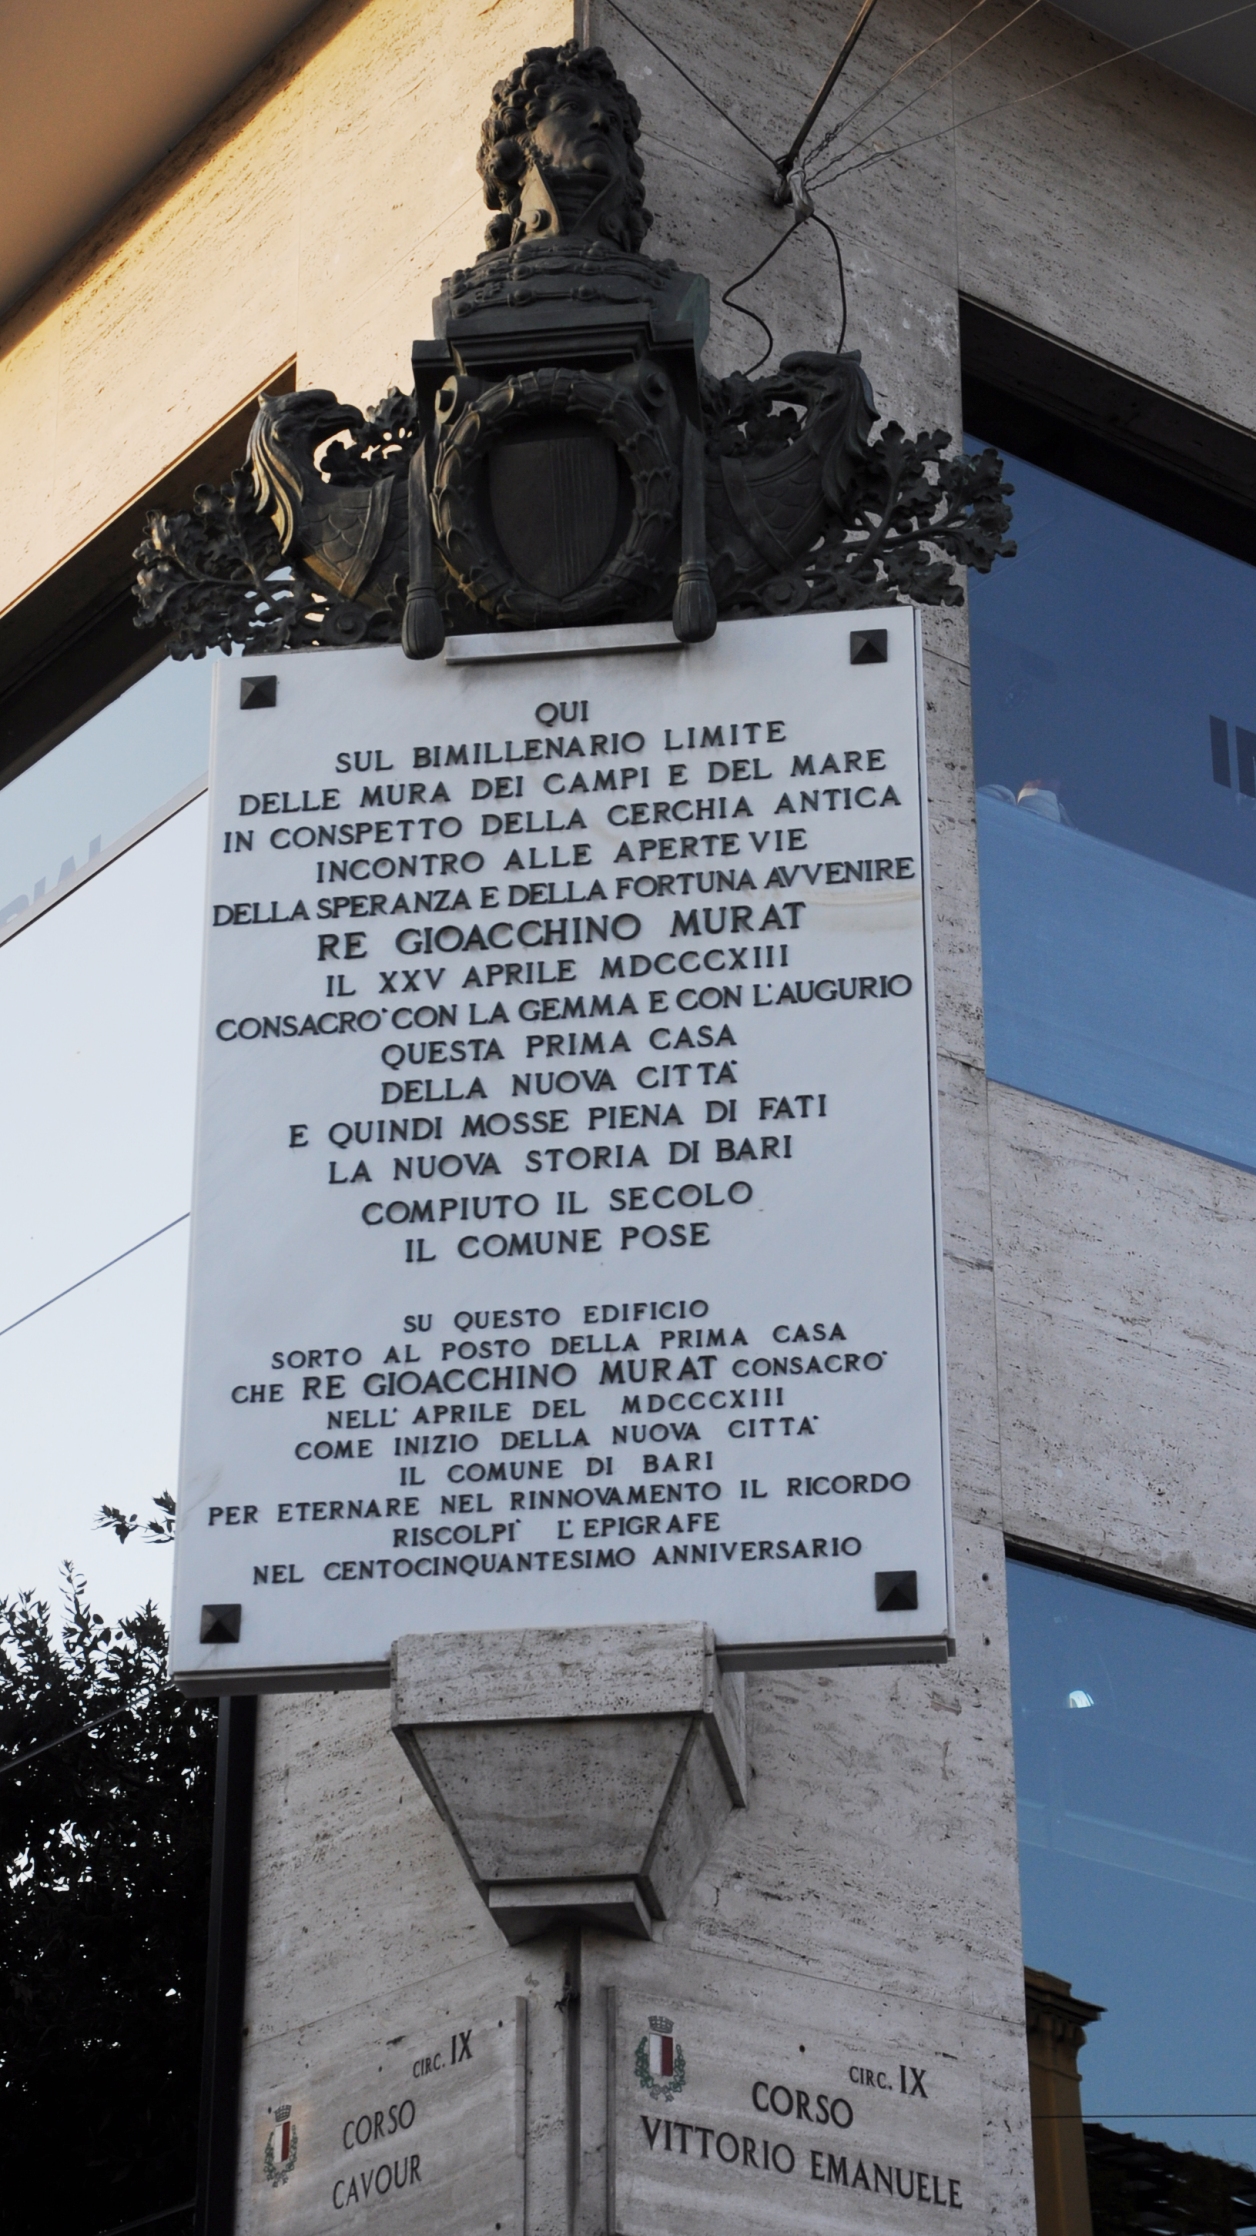 QUI
SUL BIMILLENARIO LIMITE
DELLE MURA DEI CAMPI E DEL MARE
IN CONSPETTO DELLA CERCHIA ANTICA
INCONTRO ALLE APERTE VIE
DELLA SPERANZA E DELLA FORTUNA AVVENIRE
RE GIOACCHINO MURAT
IL XXV APRILE MDCCCXIII
CONSACRO' CON LA GEMMA E CON L'AUGURIO
QUESTA PRIMA CASA
DELLA NUOVA CITTA'
E QUINDI MOSSE PIENA DI FATI
LA NUOVA STORIA DI BARI
COMPIUTO IL SECOLO
IL COMUNE POSE
SU QUESTO EDIFICIO
SORTO AL POSTO DELLA PRIMA CASA
CHE RE GIOACCHINO MURAT CONSACRO'
NELL' APRILE DEL MDCCCXIII
COME INIZIO DELLA NUOVA CITTA'
IL COMUNE DI BARI
PER ETERNARE NEL RINNOVAMENTO IL RICORDO
RISCOLPI' L'EPIGRAFE
NEL CENTOCINQUANTESIMO ANNIVERSARIO
CIRC. IX
CORSO
CAVOUR
CIRC. IX
CORSO
VITTORIO EMANUELE